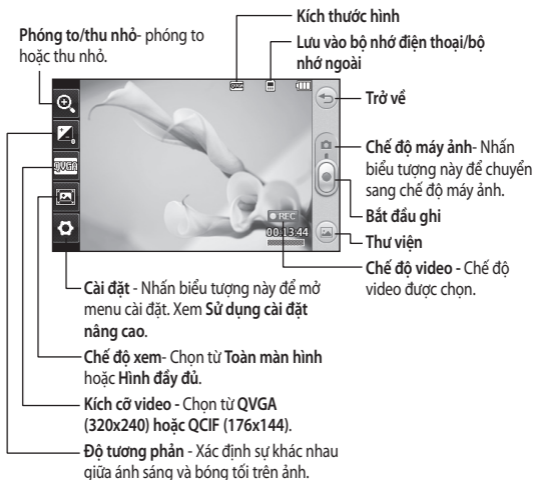 Phóng to/thu nhỏ- phóng to
hoặc thu nhỏ.
Kích thước hình
Lưu vào bộ nhớ điện thoại/bộ
nhớ ngoài
Trở về
Chế độ máy ảnh- Nhấn
biểu tượng này để chuyển
sang chế độ máy ảnh.
Bắt đầu ghi
Thư viện
Chế độ video - Chế độ
video được chọn.
QVGA
REC
00:13:44
Cài đặt - Nhấn biểu tượng này để mở
menu cài đặt. Xem Sử dụng cài đặt
nâng cao.
Chế độ xem- Chọn từ Toàn màn hình
hoặc Hình đầy đủ.
Kích cỡ video - Chọn từ QVGA
(320x240) hoặc QCIF (176x144).
Độ tương phản - Xác định sự khác nhau
giữa ánh sáng và bóng tối trên ảnh.